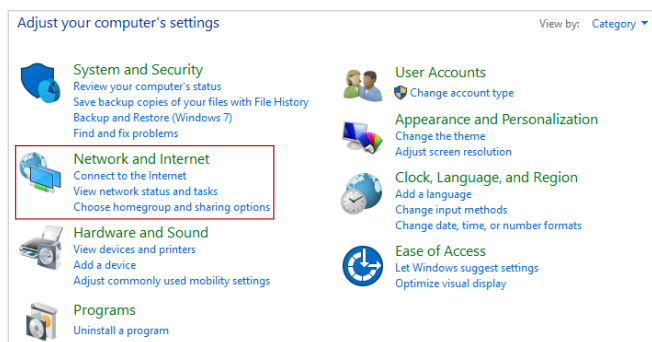 Adjust your computer's settings
View by: Category
System and Security
Review your computer's status
Save backup copies of your files with File History
Backup and Restore (Windows 7)
Find and fix problems
Network and Internet
Connect to the Internet
View network status and tasks
Choose homegroup and sharing options
Hardware and Sound
View devices and printers
Add a device
Adjust commonly used mobility settings
Programs
Uninstall a program
User Accounts
Change account type
Appearance and Personalization
Change the theme
Adjust screen resolution
Clock, Language, and Region
Add a language
Change input methods
Change date, time, or number formats
Ease of Access
Let Windows suggest settings
Optimize visual display